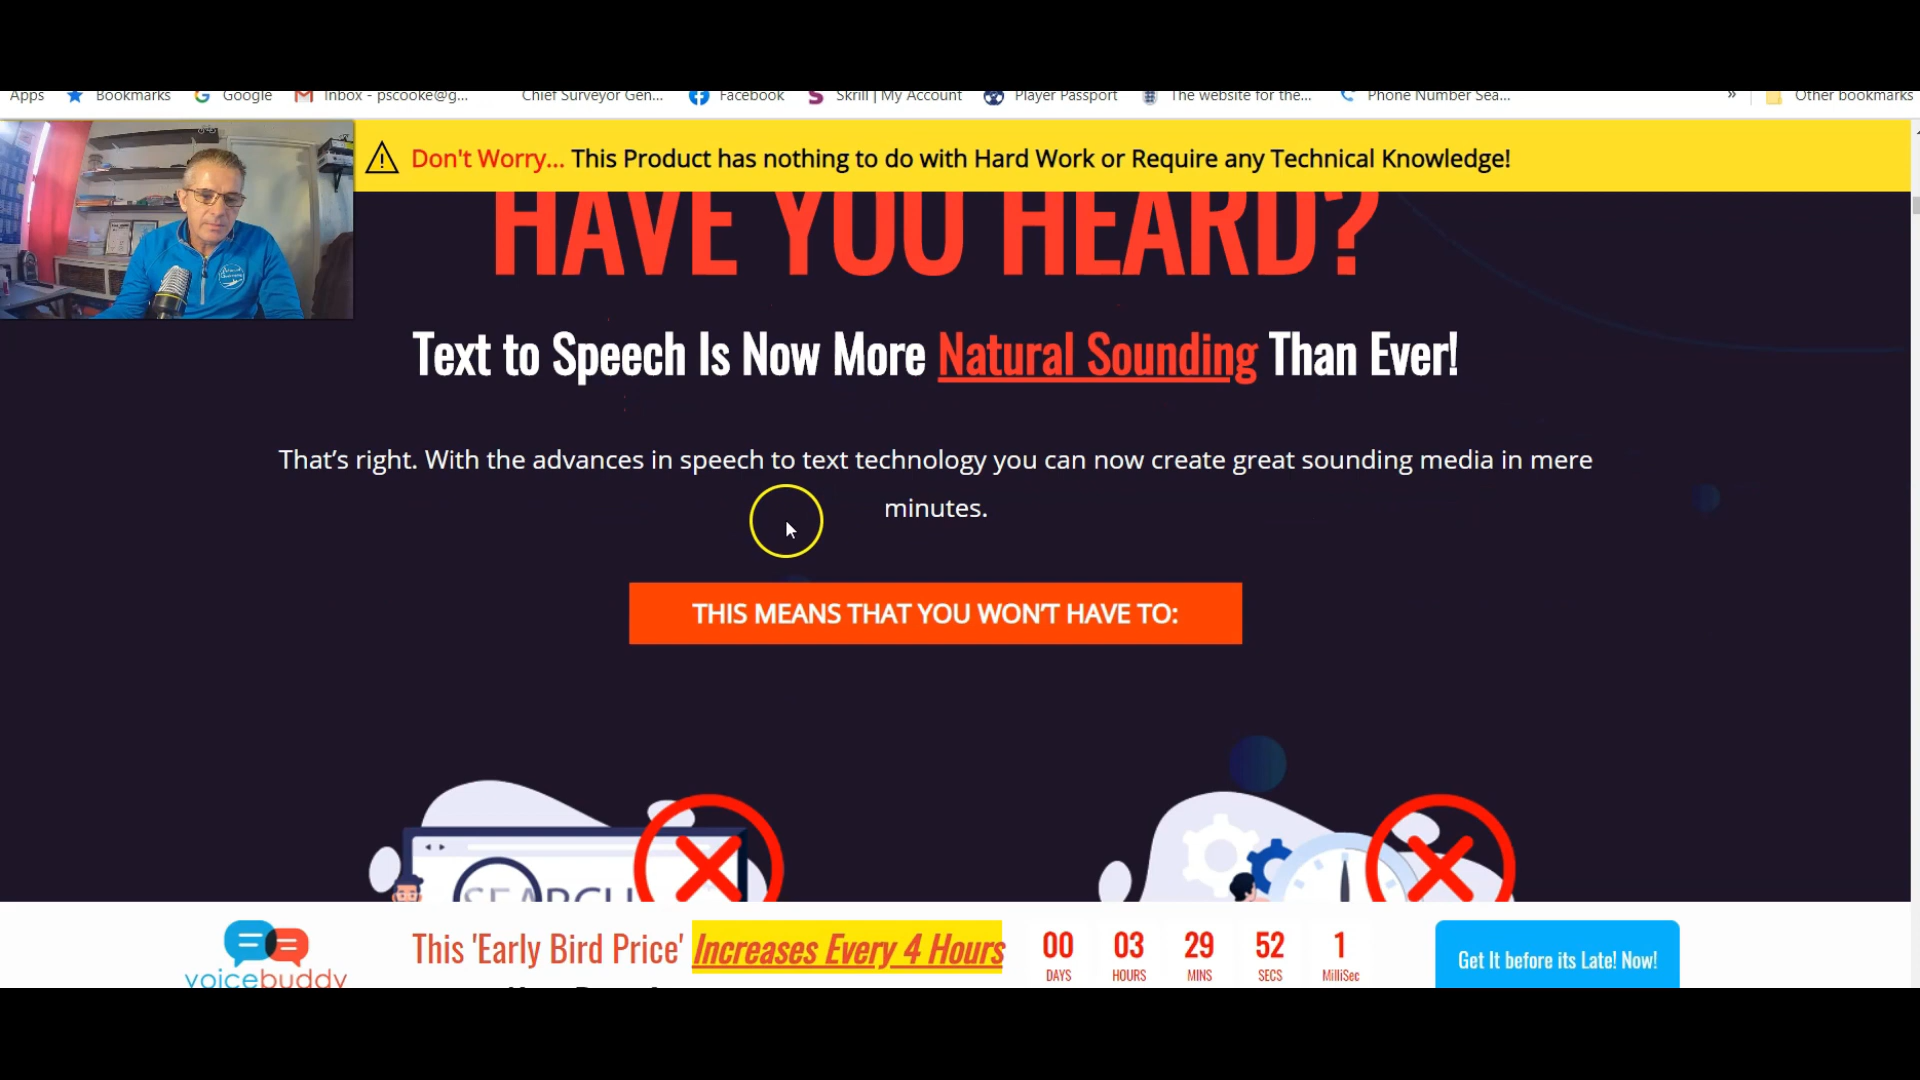 Apps Bookmarks Google Inbox - pscooke@g... Chief Surveyor Gen... Facebook Skrill | My Account Player Passport The website for the... Phone Number Sea... » Other bookmarks
Don't Worry... This Product has nothing to do with Hard Work or Require any Technical Knowledge!
HAVE YOU HEARD?
Text to Speech Is Now More Natural Sounding Than Ever!
That's right. With the advances in speech to text technology you can now create great sounding media in mere
minutes.
THIS MEANS THAT YOU WON'T HAVE TO:
SEARCH
voicebuddy
This 'Early Bird Price' Increases Every 4 Hours
00 03 29 52 1
DAYS HOURS MINS SECS MilliSec
Get It before its Late! Now!